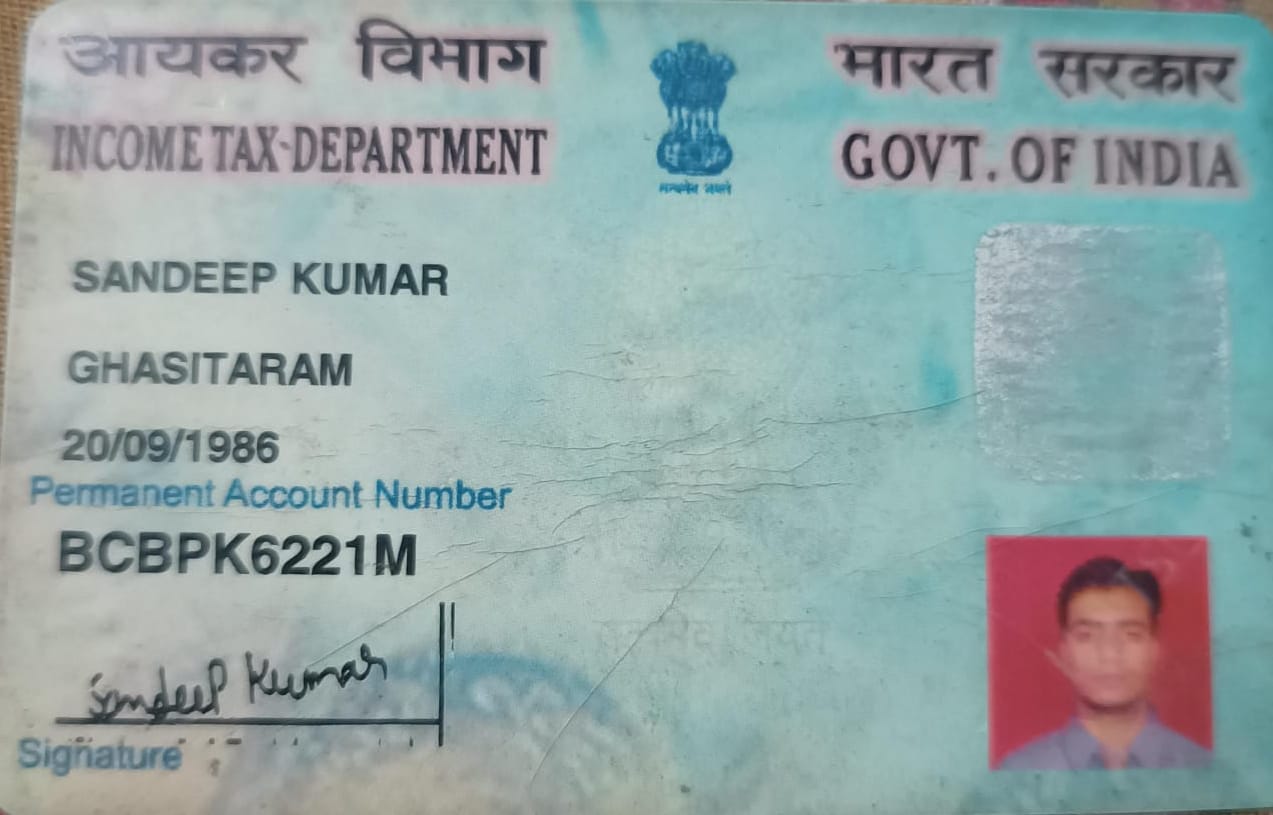 आयकर विभाग
INCOME TAX DEPARTMENT
भारत सरकार
GOVT. OF INDIA
सत्यमेव जयते
SANDEEP KUMAR
GHASITARAM
20/09/1986
Permanent Account Number
BCBPK6221M
Sandeep Kumar
Signature